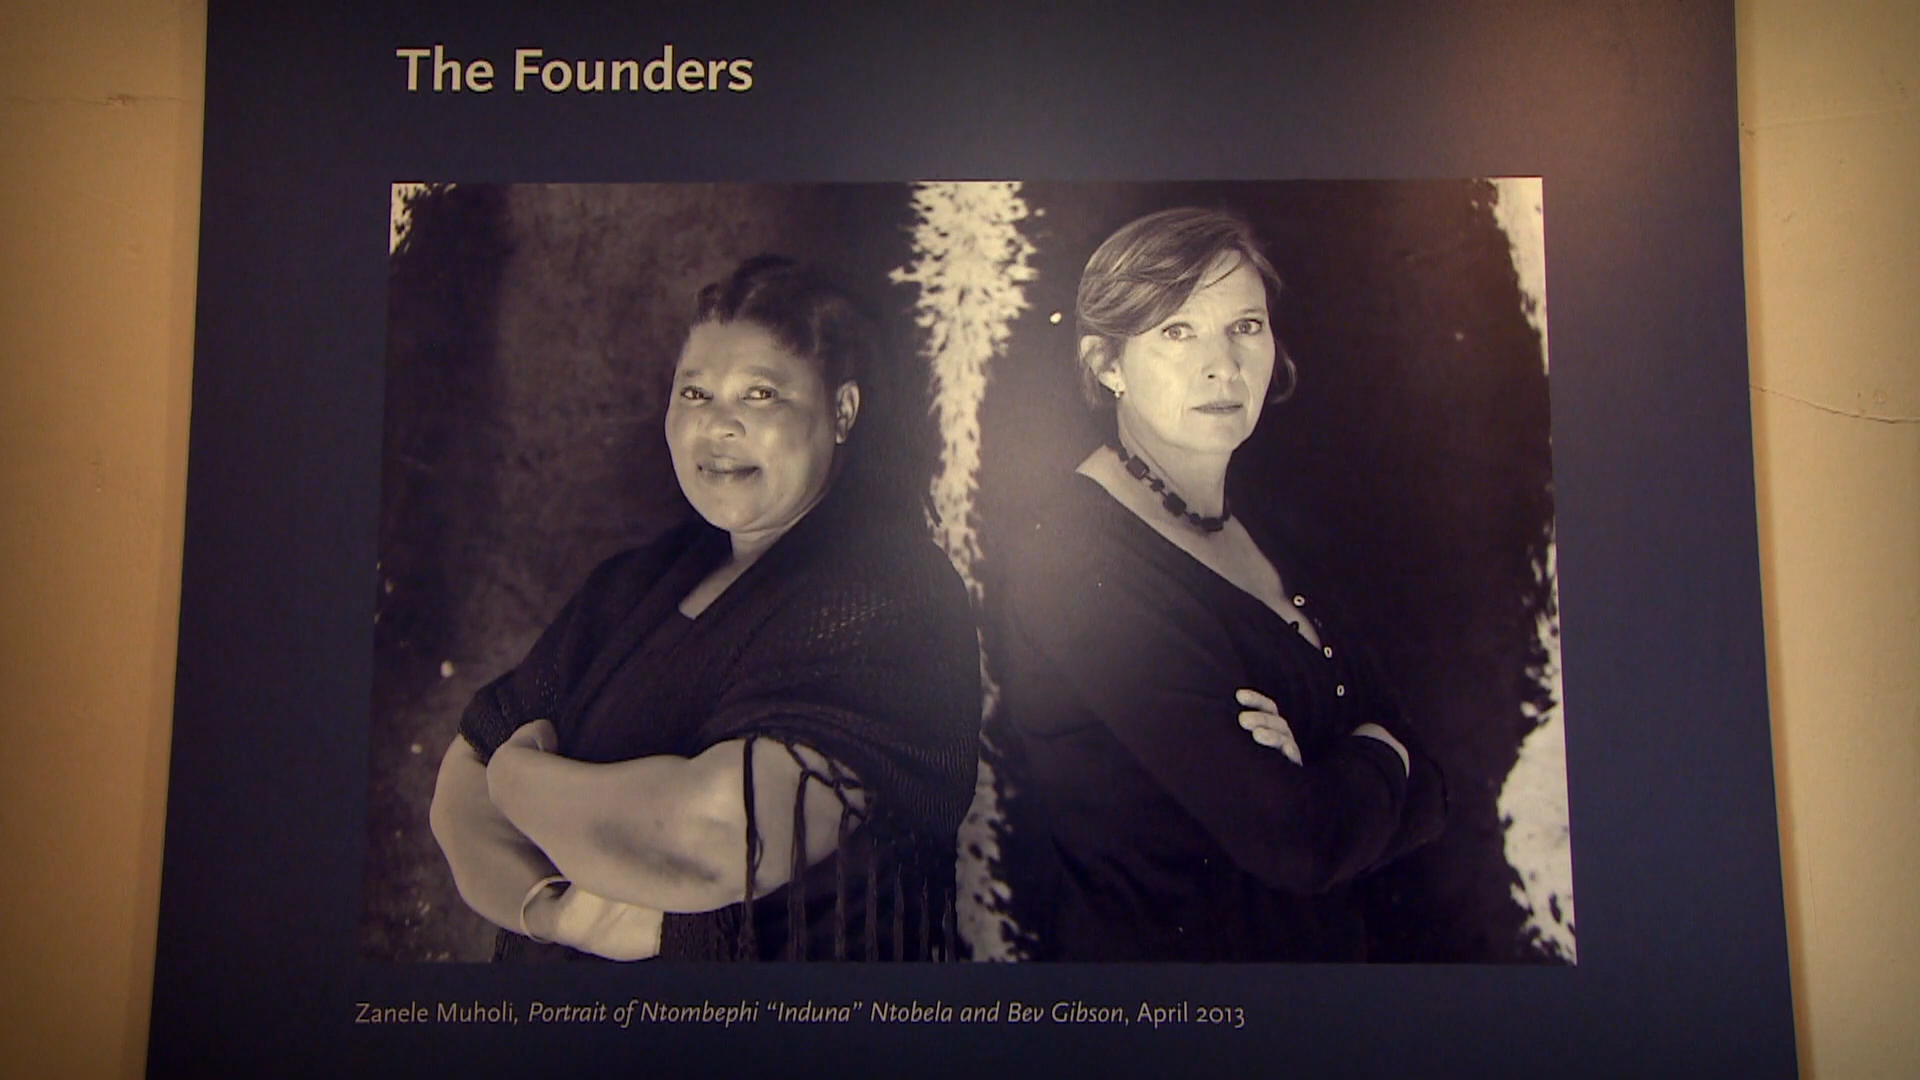 The Founders
Zanele Muholi, Portrait of Ntombephi “Induna” Ntobela and Bev Gibson, April 2013